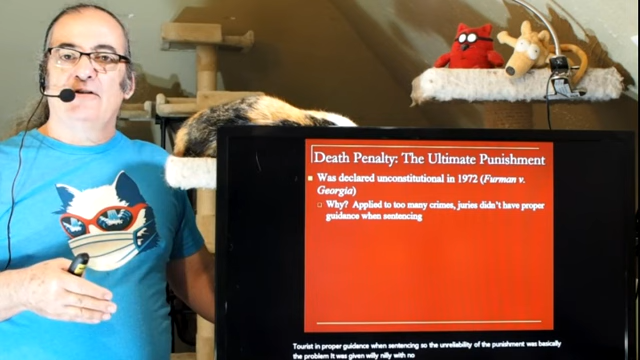 Death Penalty: The Ultimate Punishment
Was declared unconstitutional in 1972 (Furman v.
Georgia)
Why? Applied to too many crimes, juries didn't have proper
guidance when sentencing
Tourist in proper guidance when sentencing so the unreliability of the punishment was basically
the problem It was given willy nilly with no